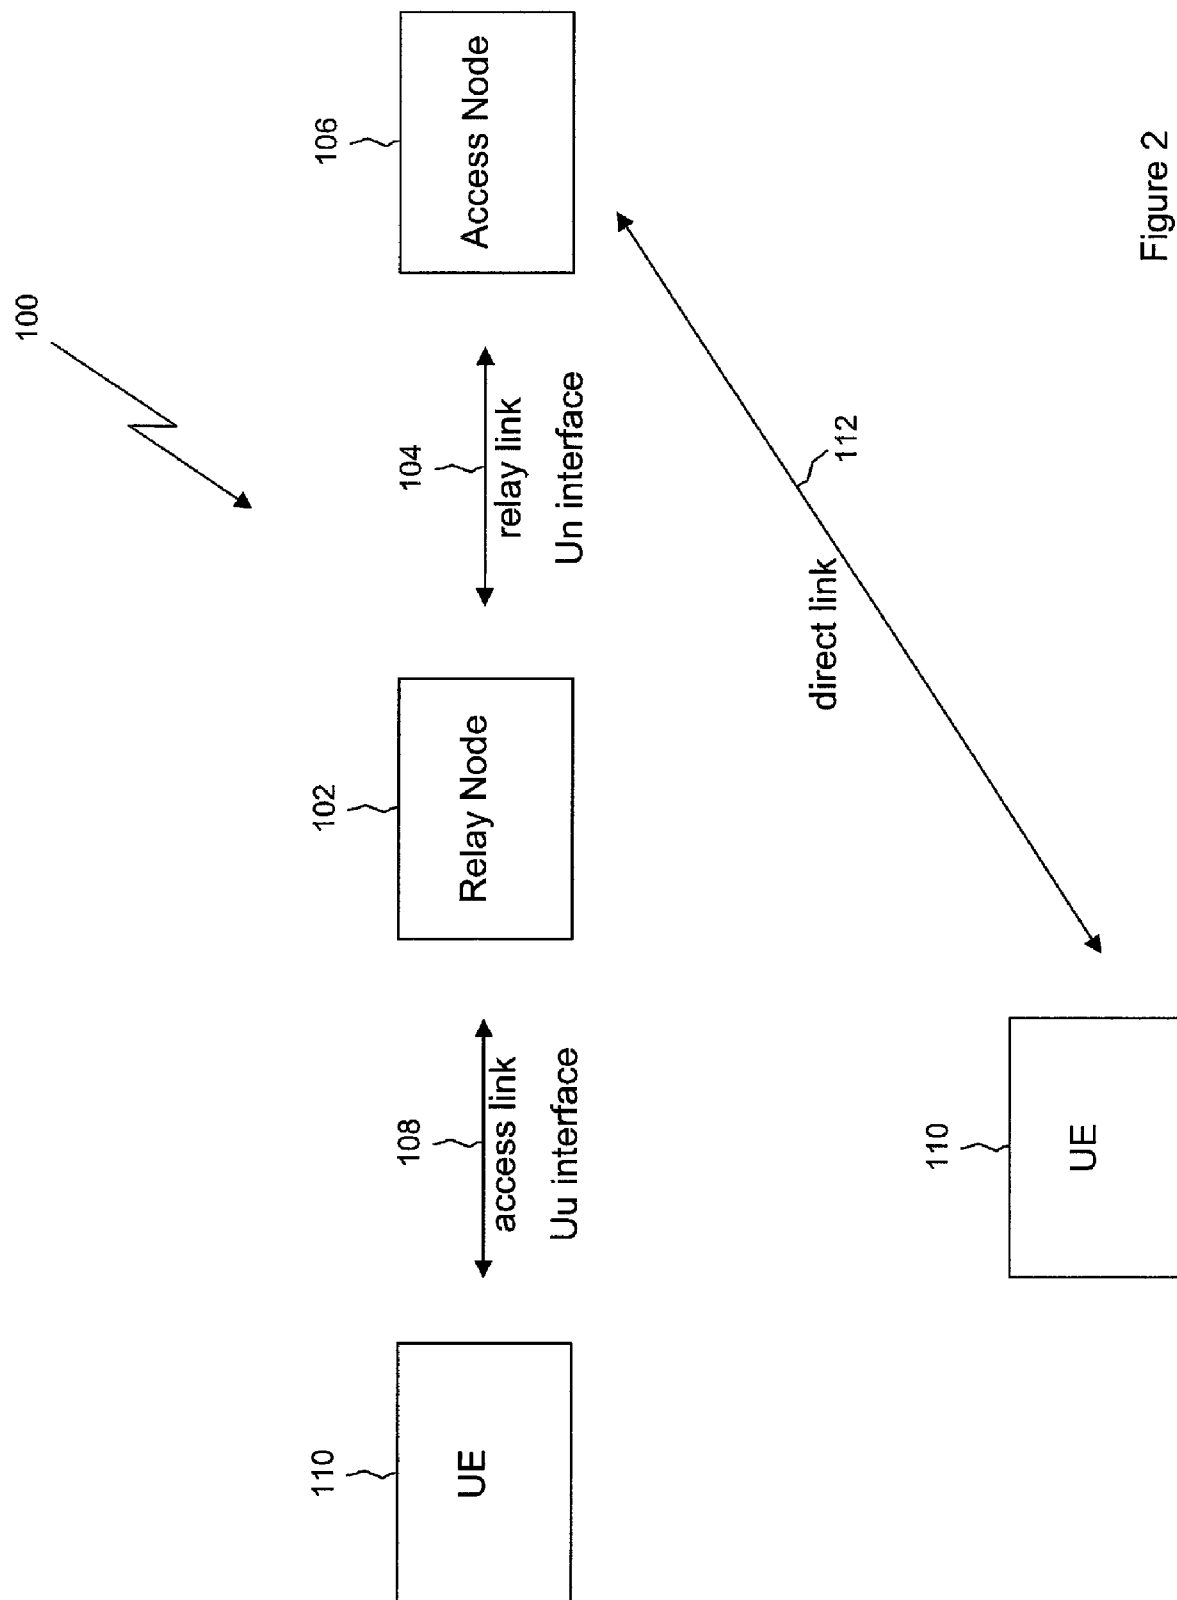 100
110
UE
108
access link
Uu interface
102
Relay Node
104
relay link
Un interface
106
Access Node
110
UE
direct link
112
Figure 2